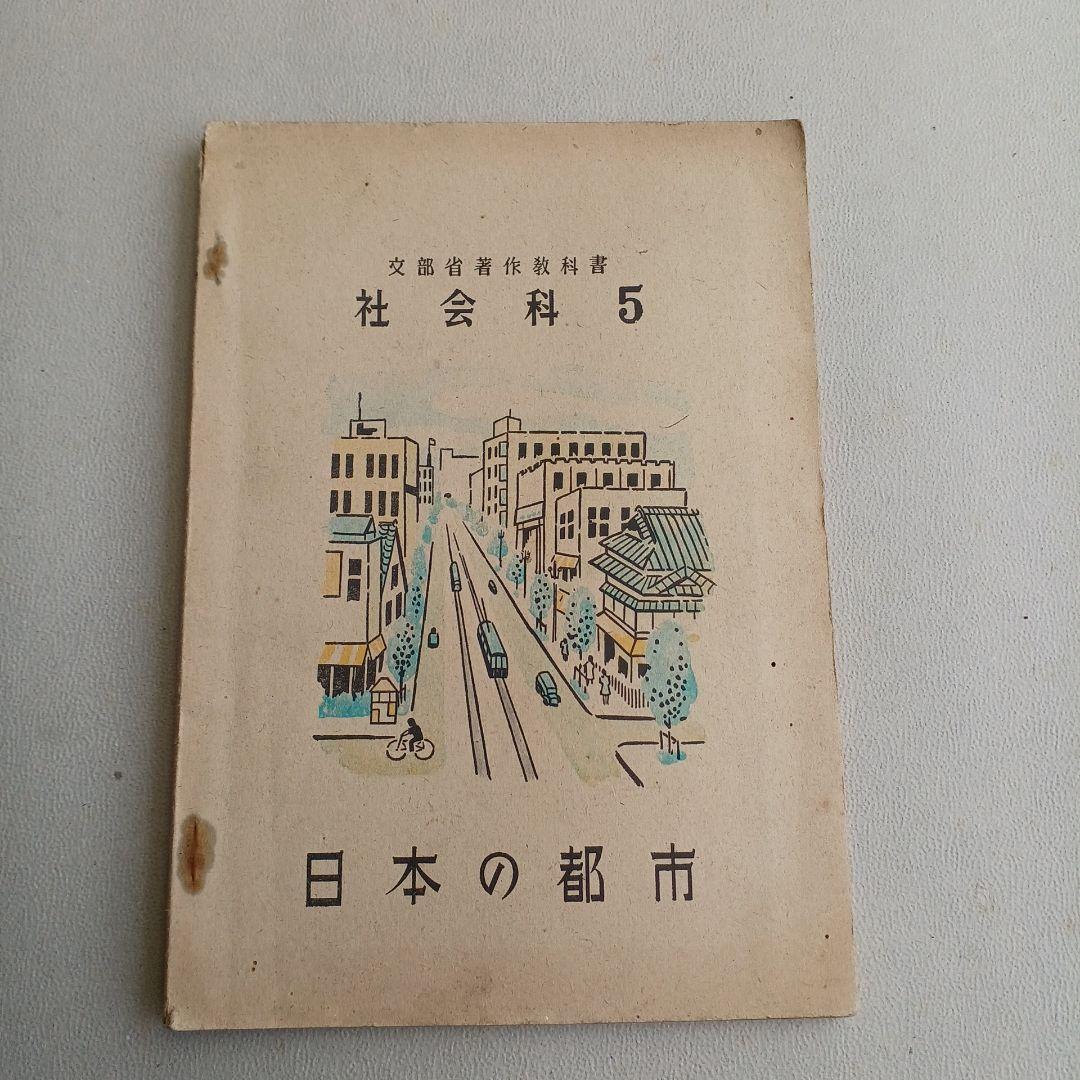 文部省著作教科書
社会科 5
日本の都市